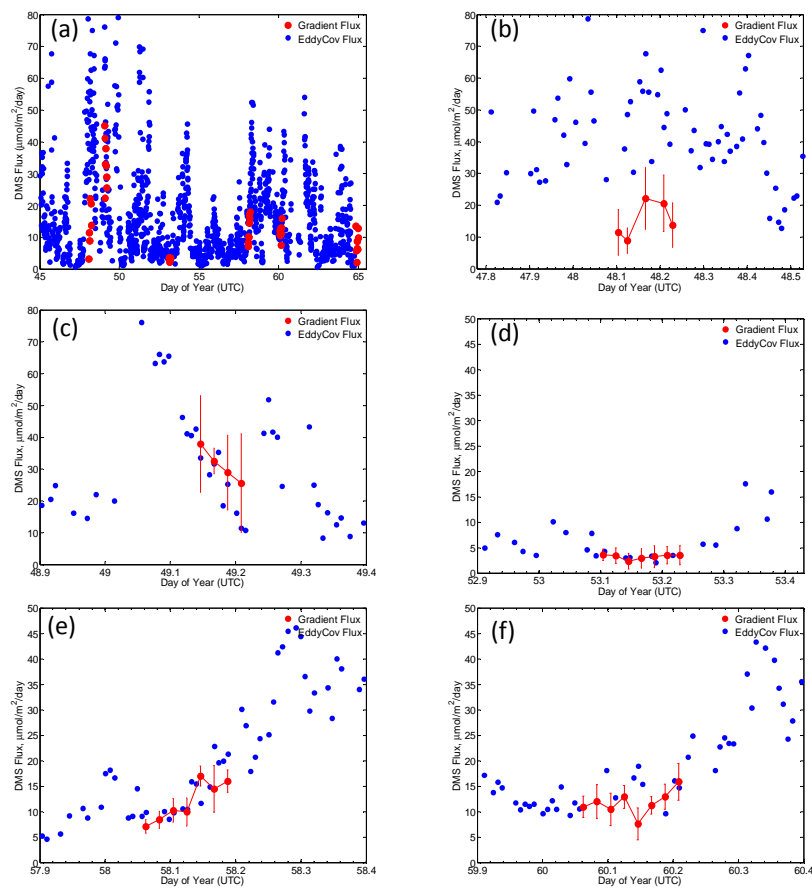 (a)
Gradient Flux
EddyCov Flux
DMS Flux, μmol/m²/day
80
70
60
50
40
30
20
10
0
45 50 55 60 65
Day of Year (UTC)
(b)
Gradient Flux
EddyCov Flux
DMS Flux, μmol/m²/day
80
70
60
50
40
30
20
10
0
47.8 47.9 48 48.1 48.2 48.3 48.4 48.5
Day of Year (UTC)
(c)
Gradient Flux
EddyCov Flux
DMS Flux, μmol/m²/day
80
70
60
50
40
30
20
10
0
48.9 49 49.1 49.2 49.3 49.4
Day of Year (UTC)
(d)
Gradient Flux
EddyCov Flux
DMS Flux, μmol/m²/day
50
45
40
35
30
25
20
15
10
5
0
52.9 53 53.1 53.2 53.3 53.4
Day of Year (UTC)
(e)
Gradient Flux
EddyCov Flux
DMS Flux, μmol/m²/day
50
45
40
35
30
25
20
15
10
5
0
57.9 58 58.1 58.2 58.3 58.4
Day of Year (UTC)
(f)
Gradient Flux
EddyCov Flux
DMS Flux, μmol/m²/day
50
45
40
35
30
25
20
15
10
5
0
59.9 60 60.1 60.2 60.3 60.4
Day of Year (UTC)